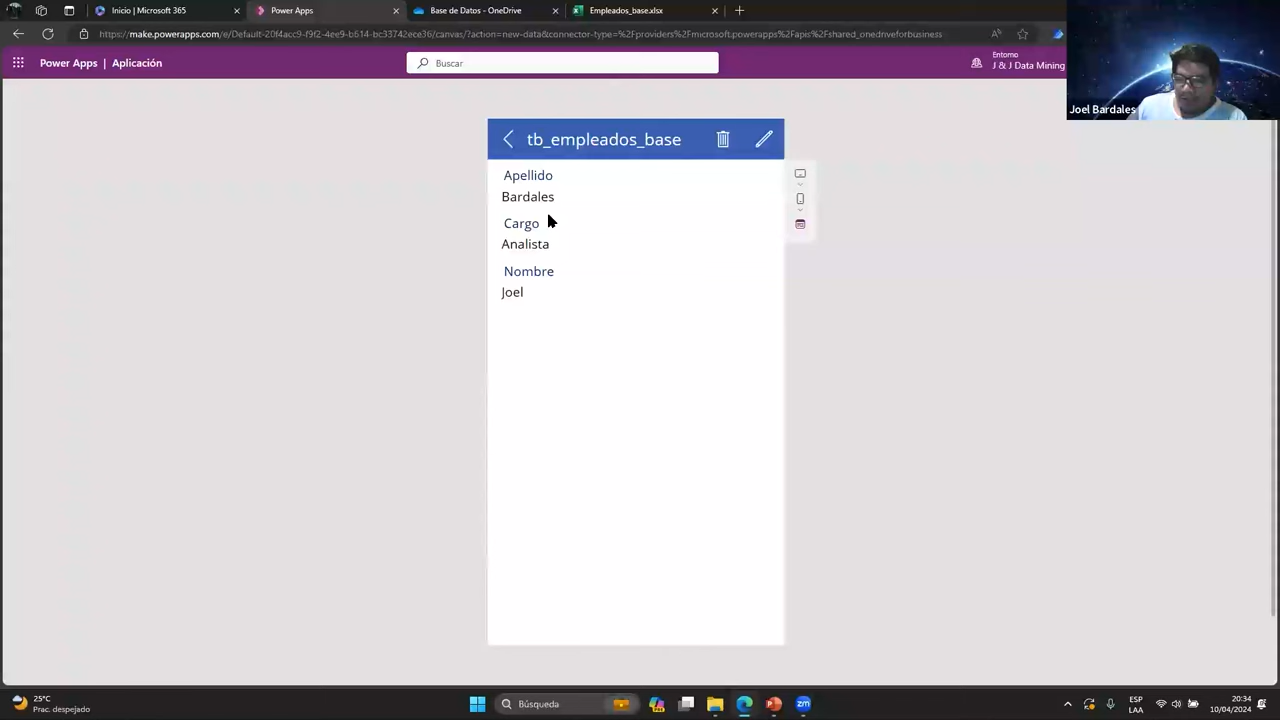 Inicio | Microsoft 365
Power Apps
Base de Datos - OneDrive
Empleados_base.xlsx
Power Apps | Aplicación
Buscar
Entorno
J & J Data Mining
Joel Bardales
tb_empleados_base
Apellido
Bardales
Cargo
Analista
Nombre
Joel
25°C
Prac. despejado
Búsqueda
ESP
LAA
20:34
10/04/2024